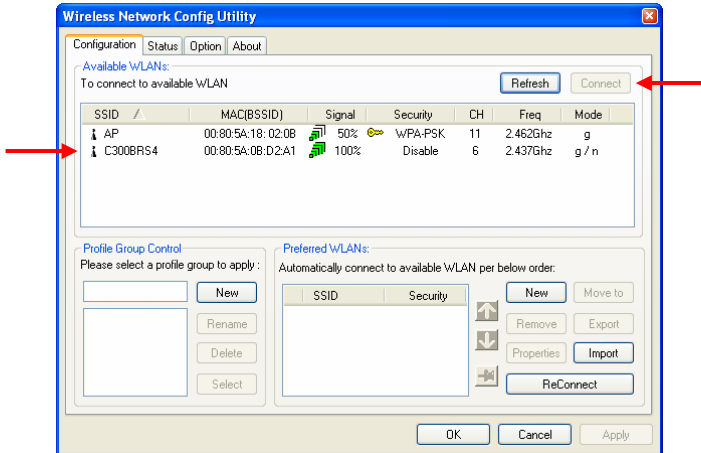 Wireless Network Config Utility
Configuration Status Option About
Available WLANs:
To connect to available WLAN Refresh Connect
SSID MAC(BSSID) Signal Security CH Freq Mode
AP 00:80:5A:18: 02:0B 50% WPA-PSK 11 2.462Ghz g
C300BRS4 00:80:5A:0B:D2:A1 100% Disable 6 2.437Ghz g / n
Profile Group Control
Please select a profile group to apply :
New
Rename
Delete
Select
Preferred WLANs:
Automatically connect to available WLAN per below order:
SSID Security
New Move to
Remove Export
Properties Import
ReConnect
OK Cancel Apply